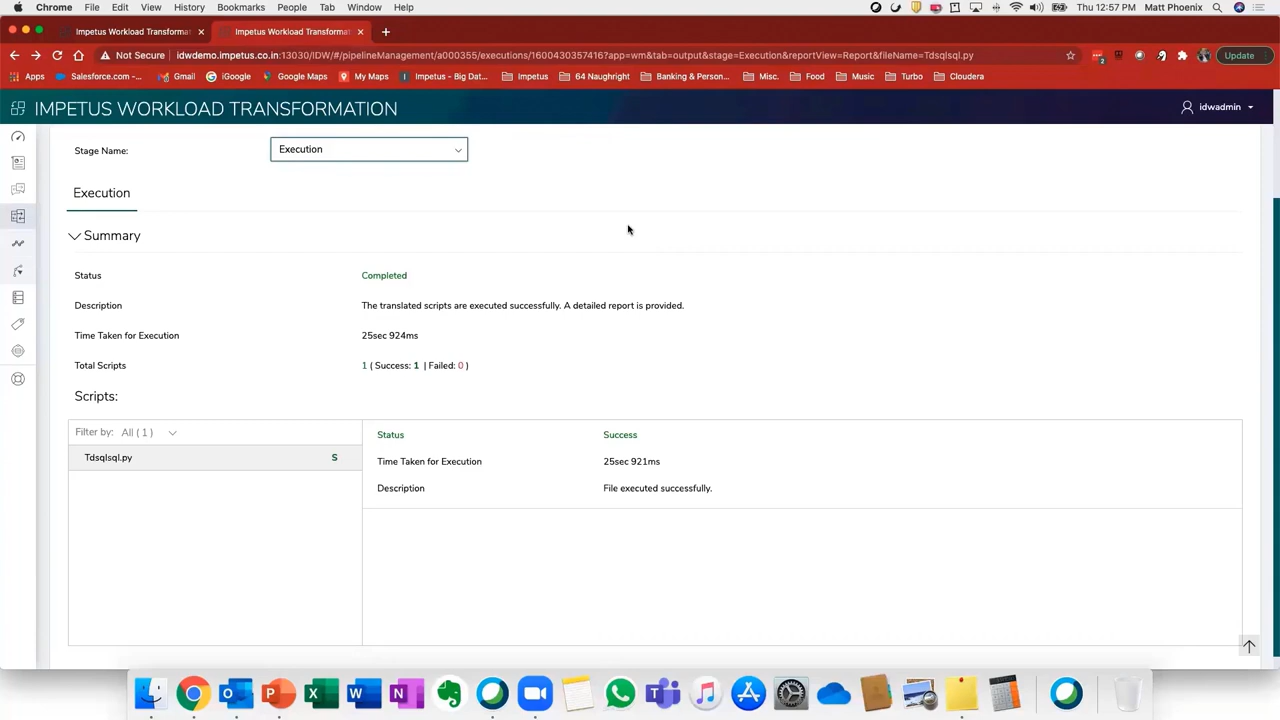 Chrome File Edit View History Bookmarks People Tab Window Help Thu 12:57 PM Matt Phoenix
Impetus Workload Transformat × Impetus Workload Transformat × +
Not Secure idwdemo.impetus.co.in:13030/IDW/#/pipelineManagement/a000355/executions/1600430357416?app=wm&tab=output&stage=Execution&reportView=Report&fileName=Tdsqlsql.py Update
Apps Salesforce.com -... Gmail iGoogle Google Maps My Maps Impetus - Big Dat... Impetus 64 Naughright Banking & Person... Misc. Food Music Turbo Cloudera
IMPETUS WORKLOAD TRANSFORMATION idwadmin
Stage Name: Execution
Execution
Summary
Status Completed
Description The translated scripts are executed successfully. A detailed report is provided.
Time Taken for Execution 25sec 924ms
Total Scripts 1 ( Success: 1 | Failed: 0 )
Scripts:
Filter by: All ( 1 )
Status Success
Tdsqlsql.py S
Time Taken for Execution 25sec 921ms
Description File executed successfully.